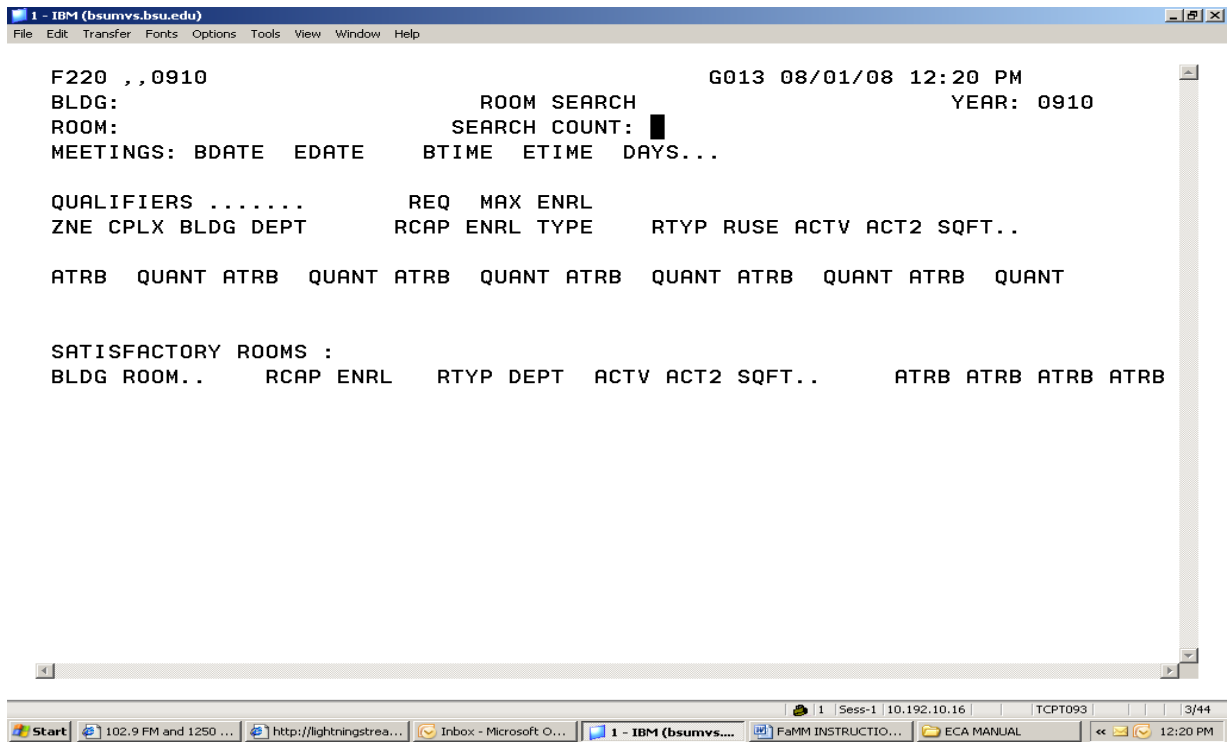 1 - IBM (bsumvs.bsu.edu)
File Edit Transfer Fonts Options Tools View Window Help
F220 ,,0910 G013 08/01/08 12:20 PM
BLDG: ROOM SEARCH YEAR: 0910
ROOM: SEARCH COUNT:
MEETINGS: BDATE EDATE BTIME ETIME DAYS...
QUALIFIERS ....... REQ MAX ENRL
ZNE CPLX BLDG DEPT RCAP ENRL TYPE RTYP RUSE ACTV ACT2 SQFT..
ATRB QUANT ATRB QUANT ATRB QUANT ATRB QUANT ATRB QUANT ATRB QUANT
SATISFACTORY ROOMS :
BLDG ROOM.. RCAP ENRL RTYP DEPT ACTV ACT2 SQFT.. ATRB ATRB ATRB ATRB
1 Sess-1 10.192.10.16 TCPT093 3/44
Start 102.9 FM and 1250 ... http://lightningstrea... Inbox - Microsoft O... 1 - IBM (bsumvs.... FaMM INSTRUCTIO... ECA MANUAL « 12:20 PM